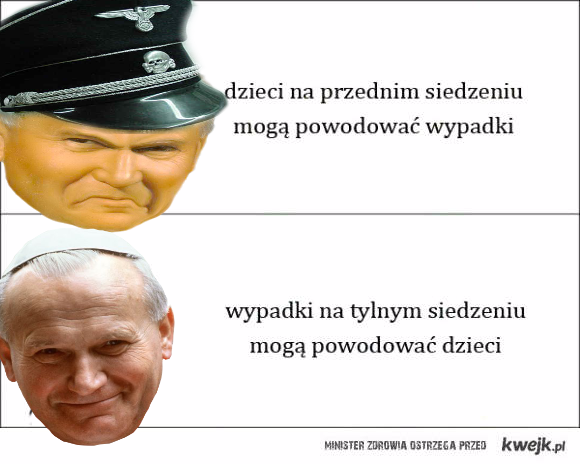 dzieci na przednim siedzeniu
mogą powodować wypadki
wypadki na tylnym siedzeniu
mogą powodować dzieci
MINISTER ZDROWIA OSTRZEGA PRZED kwejk.pl